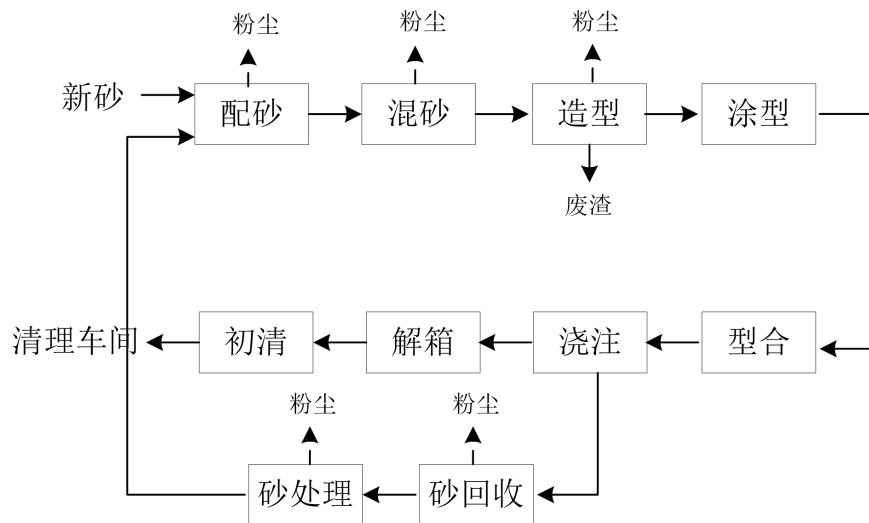 粉尘
粉尘
粉尘
新砂
配砂
混砂
造型
涂型
废渣
清理车间
初清
解箱
浇注
型合
粉尘
粉尘
砂处理
砂回收